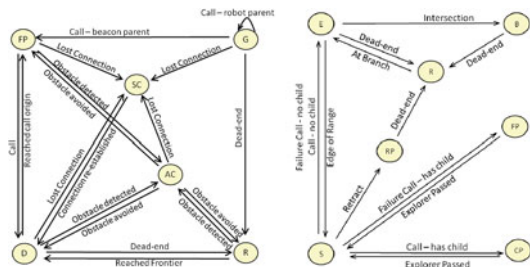 Call – robot parent
Call – beacon parent
FP
G
Lost Connection
Lost Connection
SC
Obstacle detected
Obstacle avoided
Lost Connection
Call
Reached call origin
Dead-end
Lost Connection
Connection re-established
AC
Obstacle detected
Obstacle avoided
Obstacle avoided
Obstacle detected
D
Dead-end
Reached Frontier
R
E
Intersection
B
Dead-end
At Branch
Dead-end
R
Failure Call - no child
Call - no child
Edge of Range
Dead-end
RP
FP
Failure Call – has child
Explorer Passed
Retract
S
Call – has child
Explorer Passed
CP